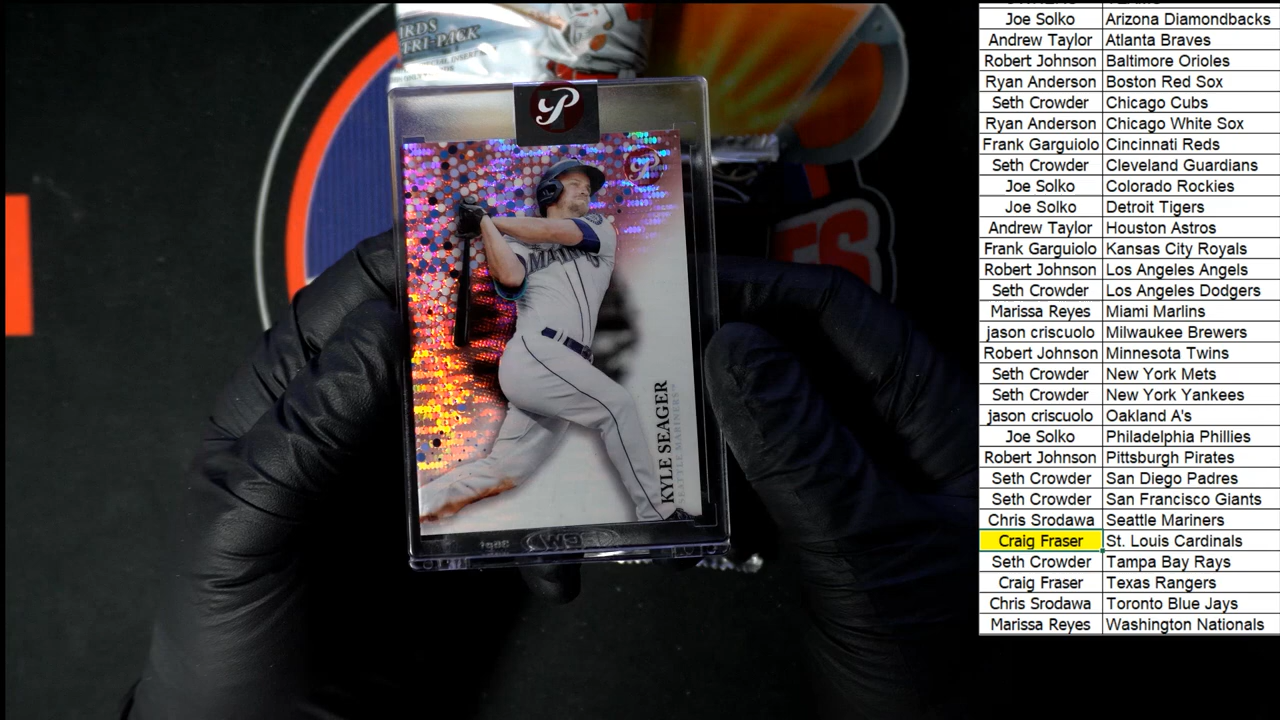 CARDS
TRI-PACK
P
P
MARINERS
KYLE SEAGER
SEATTLE MARINERS™
Joe Solko Arizona Diamondbacks
Andrew Taylor Atlanta Braves
Robert Johnson Baltimore Orioles
Ryan Anderson Boston Red Sox
Seth Crowder Chicago Cubs
Ryan Anderson Chicago White Sox
Frank Garguiolo Cincinnati Reds
Seth Crowder Cleveland Guardians
Joe Solko Colorado Rockies
Joe Solko Detroit Tigers
Andrew Taylor Houston Astros
Frank Garguiolo Kansas City Royals
Robert Johnson Los Angeles Angels
Seth Crowder Los Angeles Dodgers
Marissa Reyes Miami Marlins
jason criscuolo Milwaukee Brewers
Robert Johnson Minnesota Twins
Seth Crowder New York Mets
Seth Crowder New York Yankees
jason criscuolo Oakland A's
Joe Solko Philadelphia Phillies
Robert Johnson Pittsburgh Pirates
Seth Crowder San Diego Padres
Seth Crowder San Francisco Giants
Chris Srodawa Seattle Mariners
Craig Fraser St. Louis Cardinals
Seth Crowder Tampa Bay Rays
Craig Fraser Texas Rangers
Chris Srodawa Toronto Blue Jays
Marissa Reyes Washington Nationals